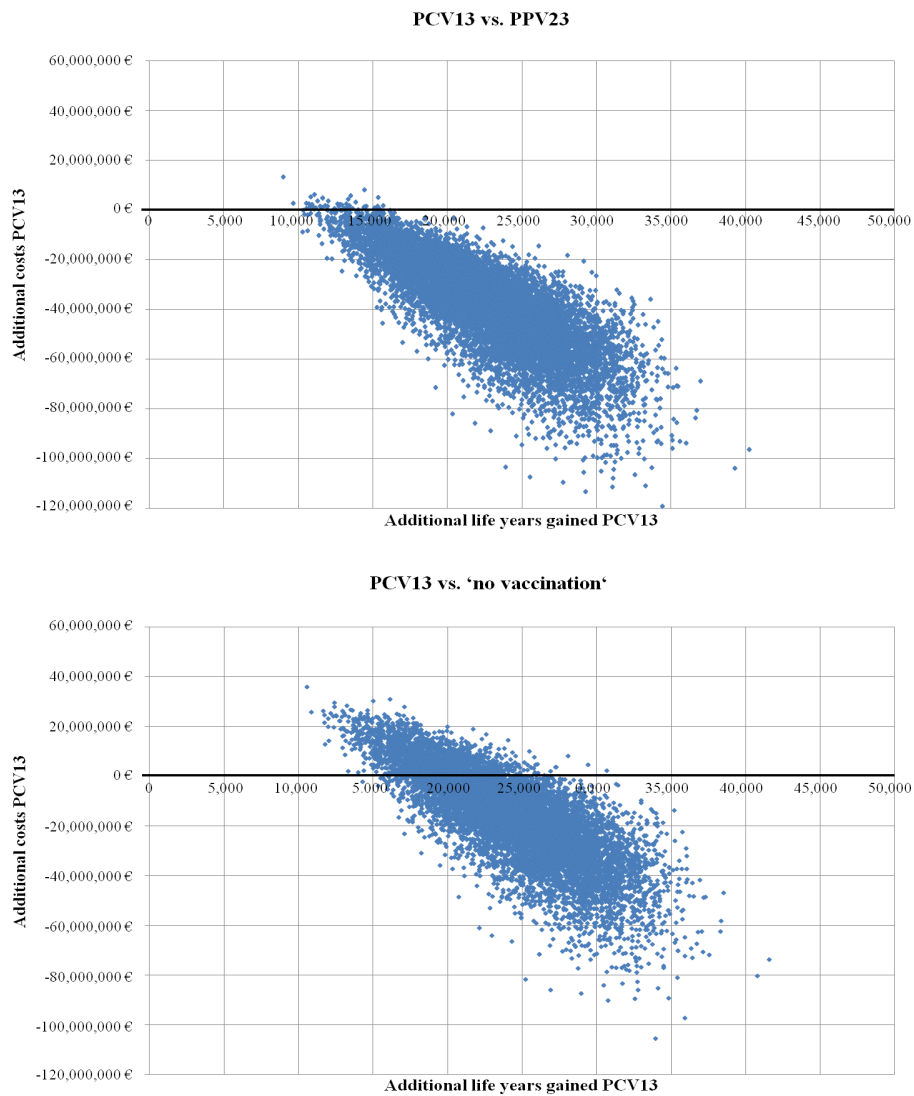 PCV13 vs. PPV23
60,000,000 €
40,000,000 €
20,000,000 €
0 €
-20,000,000 €
-40,000,000 €
-60,000,000 €
-80,000,000 €
-100,000,000 €
-120,000,000 €
Additional costs PCV13
0 5,000 10,000 15,000 20,000 25,000 30,000 35,000 40,000 50,000
Additional life years gained PCV13
PCV13 vs. ‘no vaccination‘
60,000,000 €
40,000,000 €
20,000,000 €
0 €
-20,000,000 €
-40,000,000 €
-60,000,000 €
-80,000,000 €
-100,000,000 €
-120,000,000 €
Additional costs PCV13
0 5,000 10,000 20,000 25,000 35,000 40,000 45,000 50,000
Additional life years gained PCV13